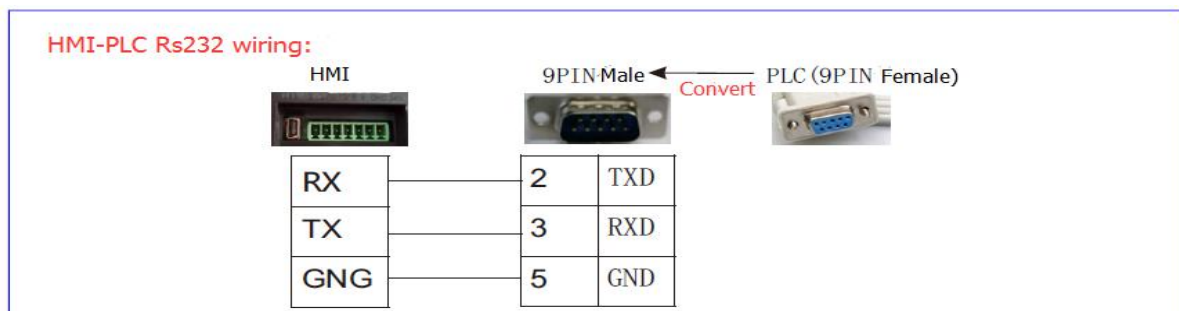 HMI-PLC Rs232 wiring:
HMI
9PIN Male
Convert
PLC(9PIN Female)
RX 2 TXD
TX 3 RXD
GNG 5 GND